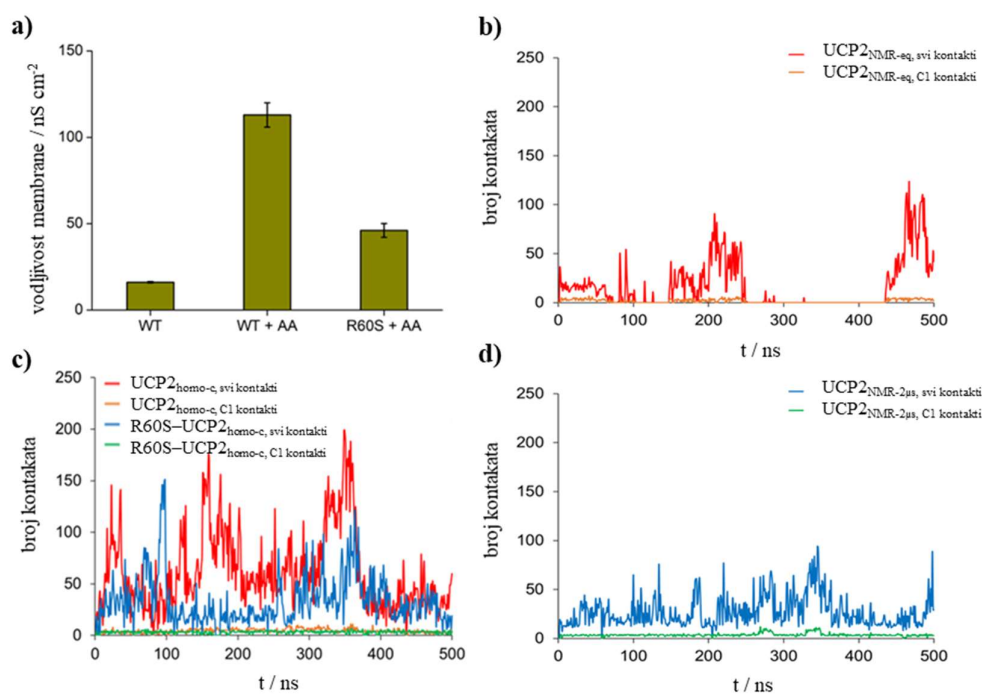 a)
vodljivost membrane / nS cm⁻²
150
100
50
0
WT
WT + AA
R60S + AA
b)
UCP2NMR-eq, svi kontakti
UCP2NMR-eq, C1 kontakti
broj kontakata
250
200
150
100
50
0
0
100
200
300
400
500
t / ns
c)
UCP2homo-c, svi kontakti
UCP2homo-c, C1 kontakti
R60S–UCP2homo-c, svi kontakti
R60S–UCP2homo-c, C1 kontakti
broj kontakata
250
200
150
100
50
0
0
100
200
300
400
500
t / ns
d)
UCP2NMR-2μs, svi kontakti
UCP2NMR-2μs, C1 kontakti
broj kontakata
250
200
150
100
50
0
0
100
200
300
400
500
t / ns